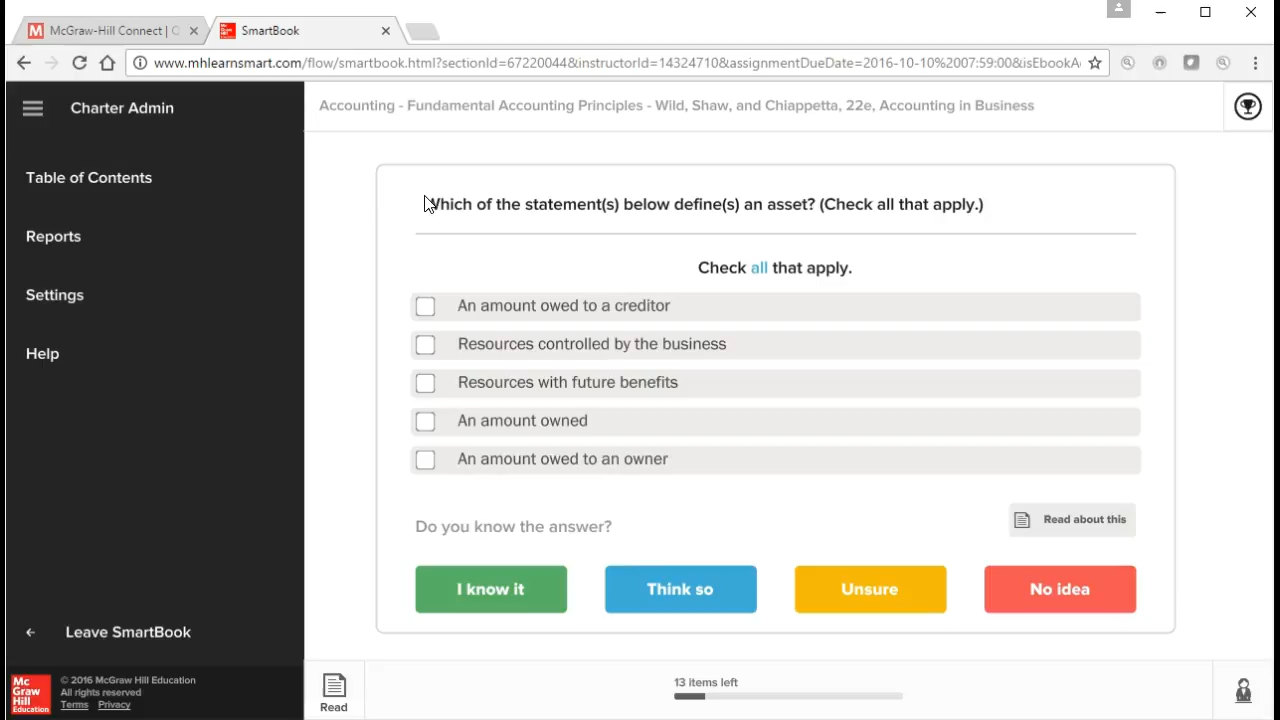 McGraw-Hill Connect | C
SmartBook
www.mhlearnsmart.com/flow/smartbook.html?sectionId=67220044&instructorId=14324710&assignmentDueDate=2016-10-10%2007:59:00&isEbookA
Charter Admin
Accounting - Fundamental Accounting Principles - Wild, Shaw, and Chiappetta, 22e, Accounting in Business
Table of Contents
Reports
Settings
Help
Which of the statement(s) below define(s) an asset? (Check all that apply.)
Check all that apply.
An amount owed to a creditor
Resources controlled by the business
Resources with future benefits
An amount owned
An amount owed to an owner
Do you know the answer?
Read about this
I know it
Think so
Unsure
No idea
Leave SmartBook
Mc
Graw
Hill
Education
© 2016 McGraw Hill Education
All rights reserved
Terms Privacy
Read
13 items left